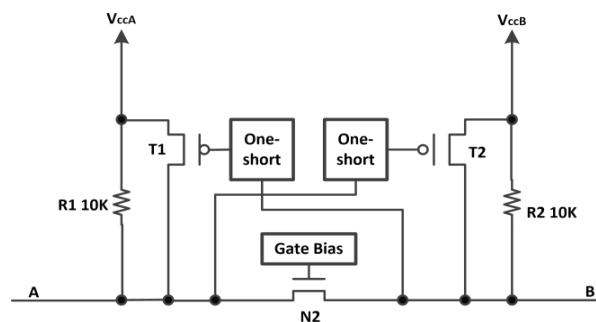 VccA
VccB
T1
One-
short
One-
short
T2
R1 10K
R2 10K
Gate Bias
A
B
N2